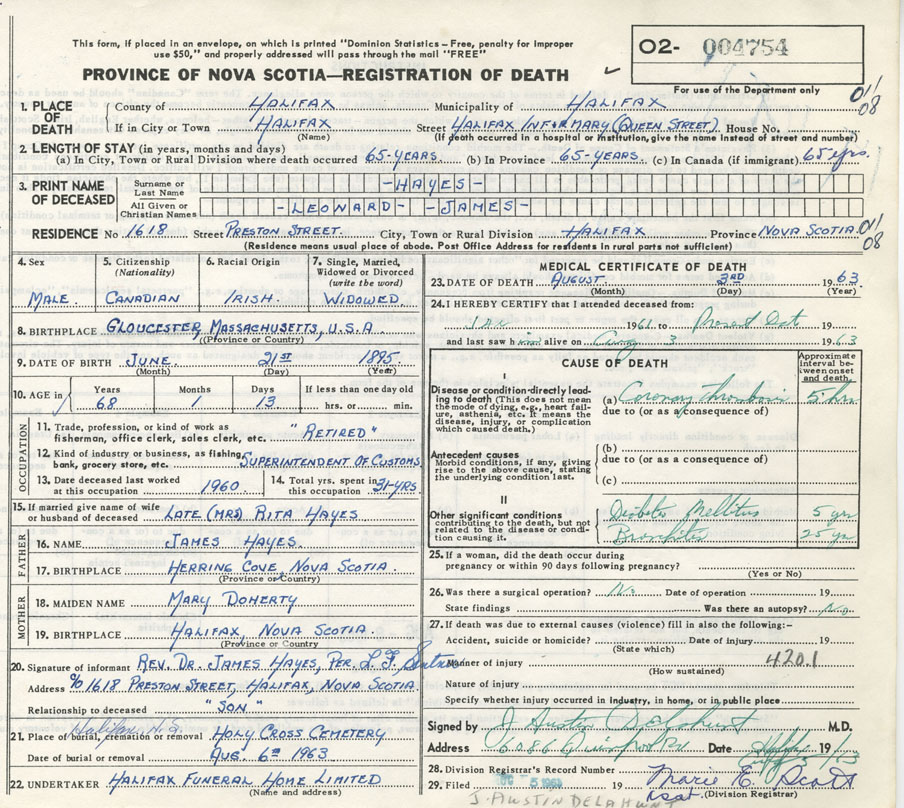 This form, if placed in an envelope, on which is printed "Dominion Statistics – Free, penalty for improper
use $50," and properly addressed will pass through the mail "FREE"
PROVINCE OF NOVA SCOTIA—REGISTRATION OF DEATH
O2- 004754
For use of the Department only
01/08
1. PLACE OF DEATH
County of HALIFAX Municipality of HALIFAX
If in City or Town HALIFAX Street HALIFAX INFIRMARY (QUEEN STREET). House No.
(Name) (If death occurred in a hospital or institution, give the name instead of street and number)
2. LENGTH OF STAY (in years, months and days)
(a) In City, Town or Rural Division where death occurred 65-YEARS. (b) In Province 65-YEARS. (c) In Canada (if immigrant) 65 yrs.
3. PRINT NAME OF DECEASED
Surname or Last Name -HAYES-
All Given or Christian Names -LEONARD- -JAMES-
RESIDENCE No. 1618 Street PRESTON STREET. City, Town or Rural Division HALIFAX Province NOVA SCOTIA. 01/08
(Residence means usual place of abode. Post Office Address for residents in rural parts not sufficient)
4. Sex
MALE.
5. Citizenship (Nationality)
CANADIAN
6. Racial Origin
IRISH.
7. Single, Married, Widowed or Divorced (write the word)
WIDOWED
8. BIRTHPLACE GLOUCESTER, MASSACHUSETTS, U.S.A.
(Province or Country)
9. DATE OF BIRTH JUNE 21ST 1895
(Month) (Day) (Year)
10. AGE in Years 68 Months 1 Days 13 If less than one day old hrs. or min.
OCCUPATION
11. Trade, profession, or kind of work as fisherman, office clerk, sales clerk, etc. "RETIRED"
12. Kind of industry or business, as fishing, bank, grocery store, etc. SUPERINTENDENT OF CUSTOMS
13. Date deceased last worked at this occupation 1960
14. Total yrs. spent in this occupation 31-YRS.
15. If married give name of wife or husband of deceased LATE (MRS) RITA HAYES
FATHER
16. NAME JAMES HAYES.
17. BIRTHPLACE HERRING COVE, NOVA SCOTIA.
(Province or Country)
MOTHER
18. MAIDEN NAME MARY DOHERTY
19. BIRTHPLACE HALIFAX, NOVA SCOTIA.
(Province or Country)
20. Signature of informant REV. DR. JAMES HAYES, PER. L. F.
Address % 1618 PRESTON STREET, HALIFAX, NOVA SCOTIA.
Relationship to deceased "SON"
Halifax N.S.
21. Place of burial, cremation or removal HOLY CROSS CEMETERY
Date of burial or removal AUG. 6TH 1963
22. UNDERTAKER HALIFAX FUNERAL HOME LIMITED
(Name and address)
MEDICAL CERTIFICATE OF DEATH
23. DATE OF DEATH AUGUST 3RD 1963
(Month) (Day) (Year)
24. I HEREBY CERTIFY that I attended deceased from:
1961 to Present Dat 19
and last saw him alive on Aug 3 1963
CAUSE OF DEATH
Approximate interval between onset and death.
I
Disease or condition directly leading to death (This does not mean the mode of dying, e.g., heart failure, asthenia, etc. It means the disease, injury, or complication which caused death.)
(a) Coronary Thrombosis 5 hrs
due to (or as a consequence of)
Antecedent causes
Morbid conditions, if any, giving rise to the above cause, stating the underlying condition last.
(b)
due to (or as a consequence of)
(c)
II
Other significant conditions
contributing to the death, but not related to the disease or condition causing it.
Diabetes Mellitus 5 yr
Bronchitis 25 yr
25. If a woman, did the death occur during
pregnancy or within 90 days following pregnancy?
(Yes or No)
26. Was there a surgical operation? No Date of operation 19
State findings Was there an autopsy? No
27. If death was due to external causes (violence) fill in also the following:–
Accident, suicide or homicide? Date of injury 19
(State which)
Manner of injury 420.1
(How sustained)
Nature of injury
Specify whether injury occurred in industry, in home, or in public place
Signed by J Austin Delahunt M.D.
Address 6086 Date 19
28. Division Registrar's Record Number
29. Filed 5 1963 19 Marie E. Scott
(Division Registrar)
J. AUSTIN DELAHUNT